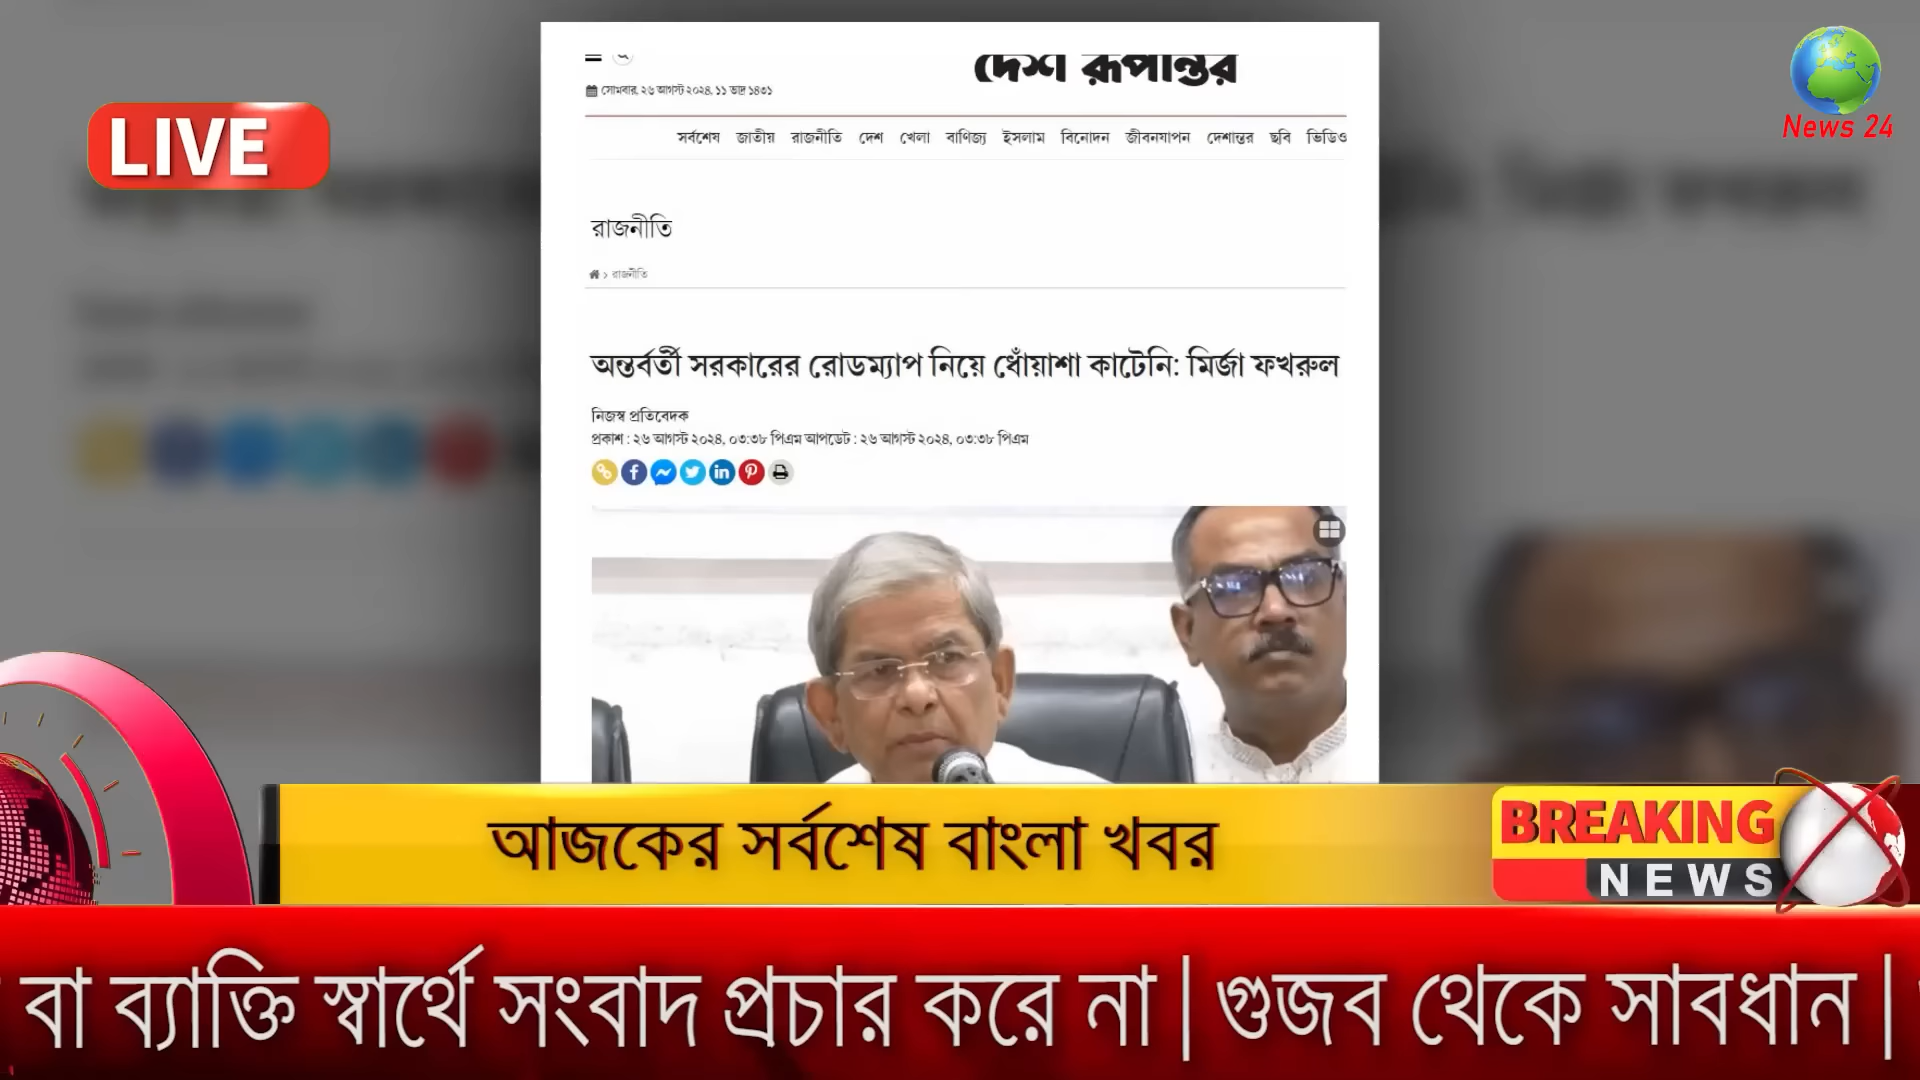 LIVE
News 24
দেশ রূপান্তর
সোমবার, ২৬ আগস্ট ২০২৪, ১১ ভাদ্র ১৪৩১
সর্বশেষ জাতীয় রাজনীতি দেশ খেলা বাণিজ্য ইসলাম বিনোদন জীবনযাপন দেশান্তর ছবি ভিডিও
রাজনীতি
রাজনীতি
অন্তর্বর্তী সরকারের রোডম্যাপ নিয়ে ধোঁয়াশা কাটেনি: মির্জা ফখরুল
নিজস্ব প্রতিবেদক
প্রকাশ : ২৬ আগস্ট ২০২৪, ০৩:৩৮ পিএম আপডেট : ২৬ আগস্ট ২০২৪, ০৩:৩৮ পিএম
আজকের সর্বশেষ বাংলা খবর
BREAKING
NEWS
বা ব্যাক্তি স্বার্থে সংবাদ প্রচার করে না | গুজব থেকে সাবধান |